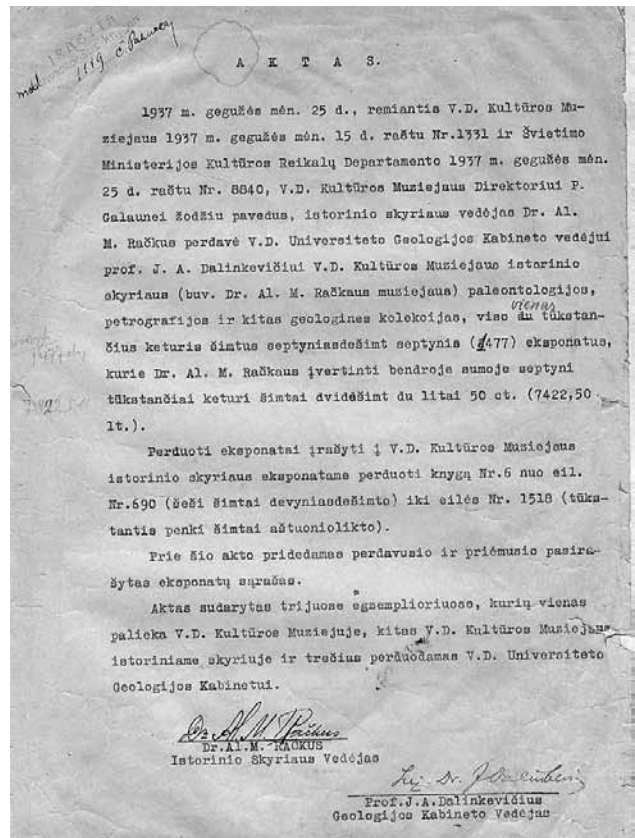 ĮRAŠYTA
1119
A K T A S.
1937 m. gegužės mėn. 25 d., remiantis V.D. Kultūros Mu-
ziejaus 1937 m. gegužės mėn. 15 d. raštu Nr.1331 ir Švietimo
Ministerijos Kultūros Reikalų Departamento 1937 m. gegužės mėn.
25 d. raštu Nr. 8840, V.D. Kultūros Muziejaus Direktoriui P.
Galaunei žodžiu pavedus, istorinio skyriaus vedėjas Dr. Al.
M. Račkus perdavė V.D. Universiteto Geologijos Kabineto vedėjui
prof. J. A. Dalinkevičiui V.D. Kultūros Muziejaus istorinio
skyriaus (buv. Dr. Al. M. Račkaus muziejaus) paleontologijos,
vienas
petrografijos ir kitas geologines kolekcijas, viso du tūkstan-
čius keturis šimtus septyniasdešimt septynis (1477) eksponatus,
kurie Dr. Al. M. Račkaus įvertinti bendroje sumoje septyni
tūkstančiai keturi šimtai dvidešimt du litai 50 ct. (7422,50
lt.).
Perduoti eksponatai įrašyti į V.D. Kultūros Muziejaus
istorinio skyriaus eksponatams perduoti knygą Nr.6 nuo eil.
Nr.690 (šeši šimtai devyniasdešimto) iki eilės Nr. 1518 (tūks-
tantis penki šimtai aštuoniolikto).
Prie šio akto pridedamas perdavusio ir priėmusio pasira-
šytas eksponatų sąrašas.
Aktas sudarytas trijuose egzemplioriuose, kurių vienas
palieka V.D. Kultūros Muziejuje, kitas V.D. Kultūros Muziejaus
istoriniame skyriuje ir trečias perduodamas V.D. Universiteto
Geologijos Kabinetui.
Dr Al. M. Račkus
Dr.Al.M. RAČKUS
Istorinio Skyriaus Vedėjas
Dr. J Dalinkevič
Prof.J.A.Dalinkevičius
Geologijos Kabineto Vedėjas